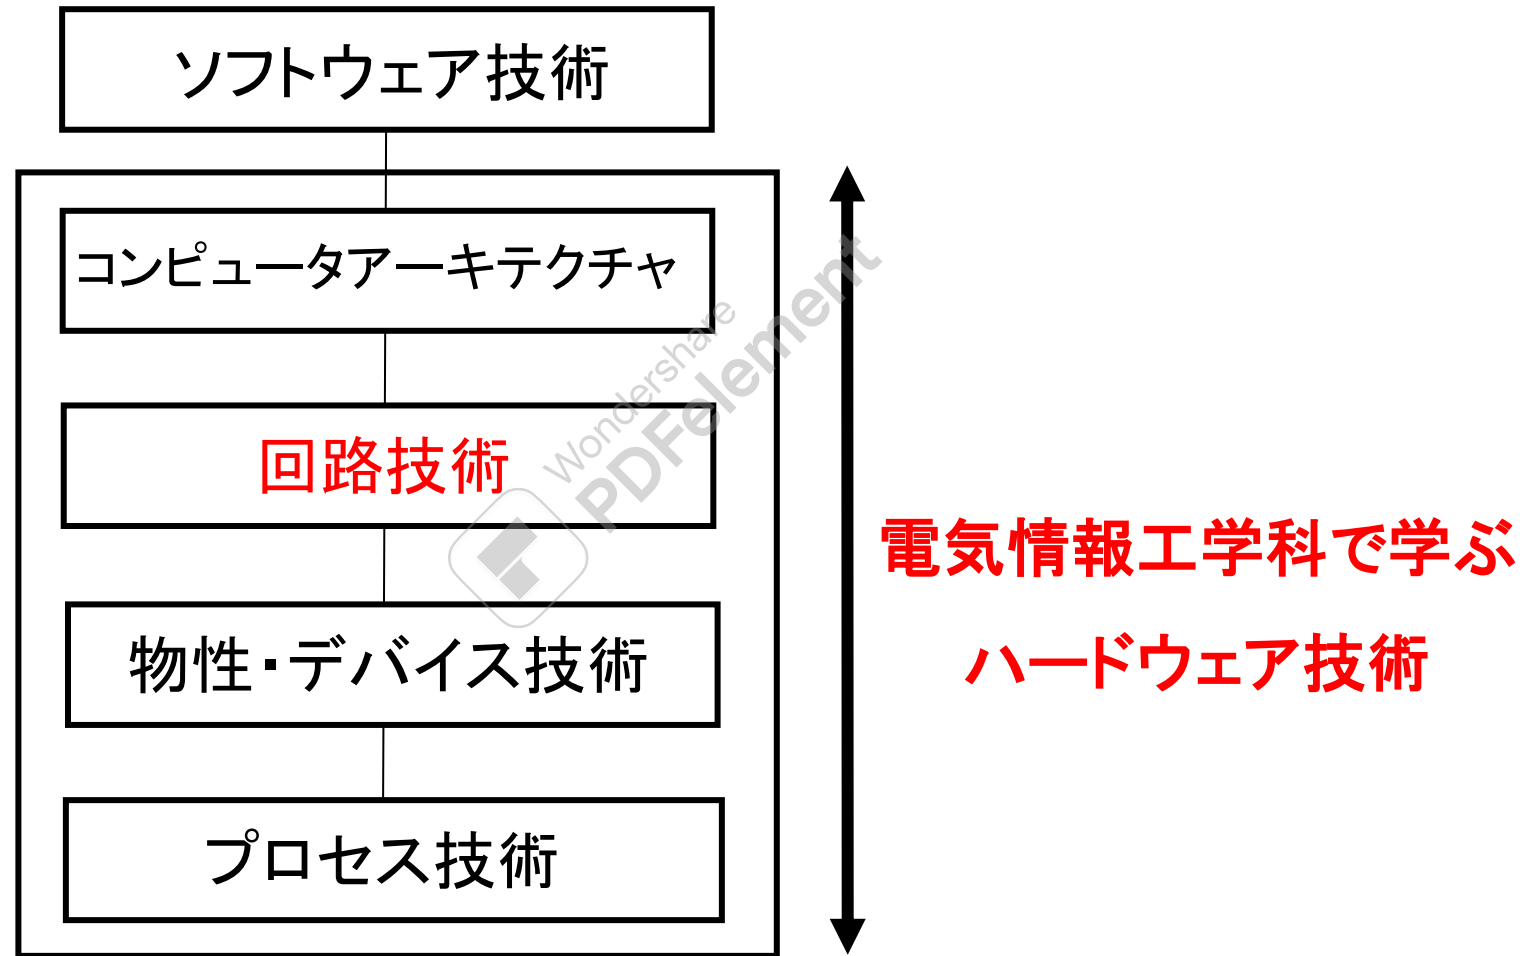 ソフトウェア技術
コンピューターアーキテクチャ
回路技術
物性・デバイス技術
プロセス技術
電気情報工学科で学ぶ
ハードウェア技術
Wondershare
PDFelement